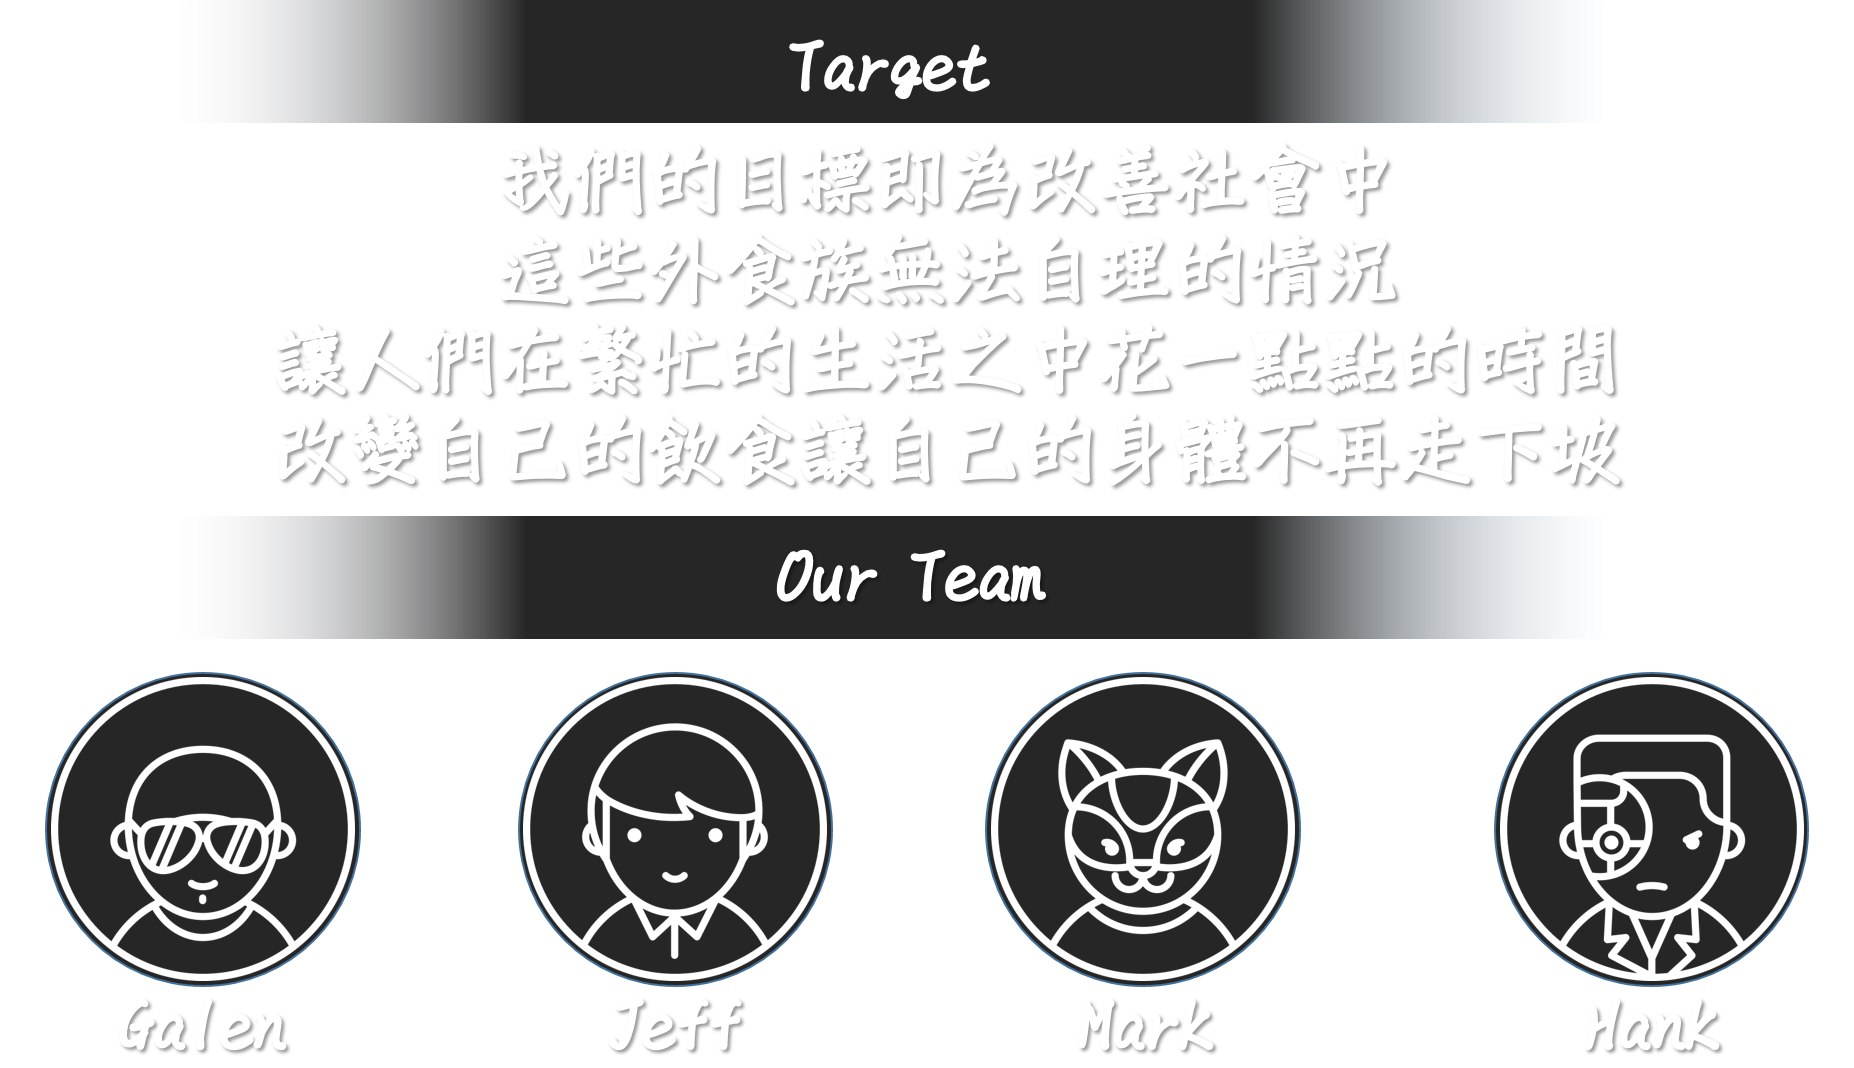 Target
我們的目標即為改善社會中
這些外食族無法自理的情況
讓人們在繁忙的生活之中花一點點的時間
改變自己的飲食讓自己的身體不再走下坡
Our Team
Galen
Jeff
Mark
Hank